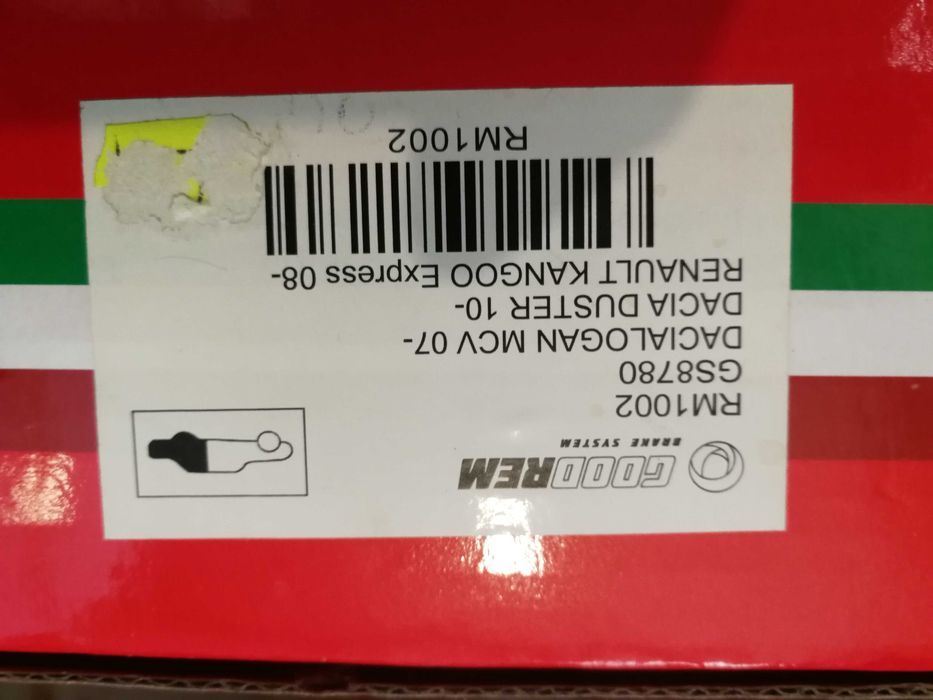 GOODREM
BRAKE SYSTEM
RM1002
GS8780
DACIALOGAN MCV 07-
DACIA DUSTER 10-
RENAULT KANGOO Express 08-
RM1002